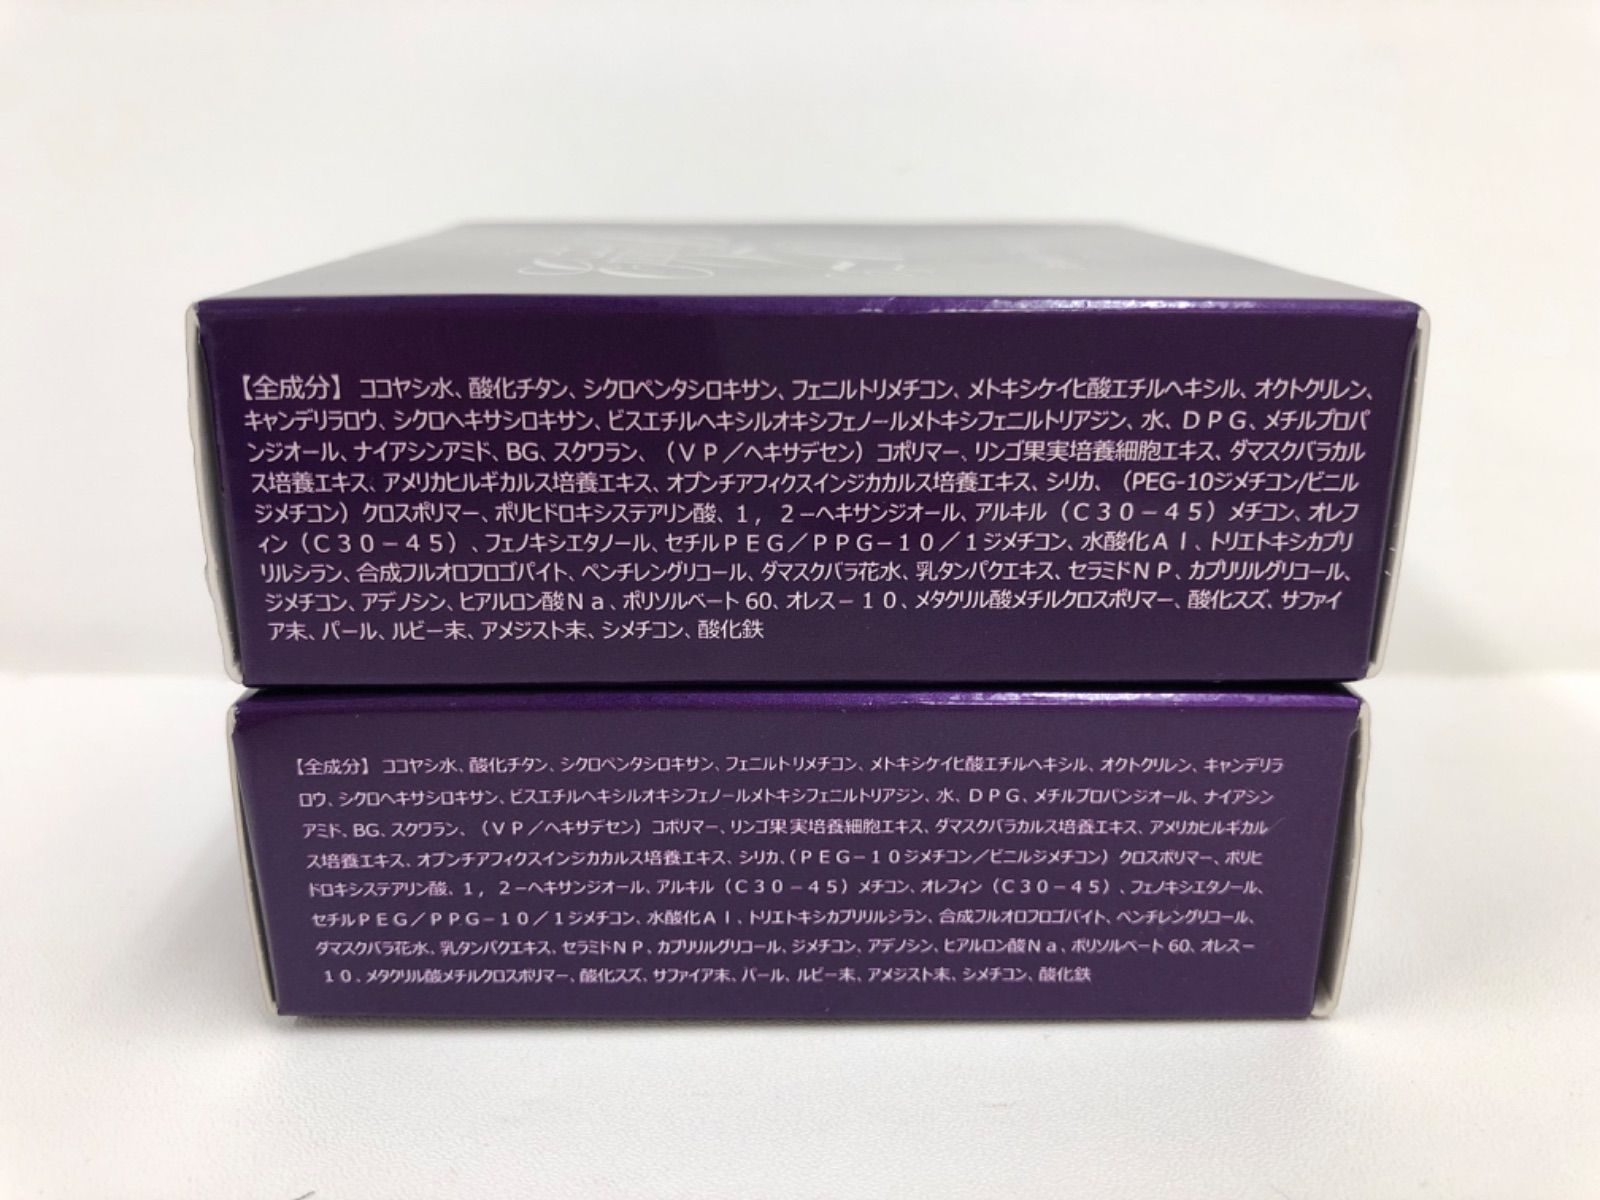 【全成分】 ココヤシ水、酸化チタン、シクロペンタシロキサン、フェニルトリメチコン、メトキシケイヒ酸エチルヘキシル、オクトクリレン、
キャンデリラロウ、シクロヘキサシロキサン、ビスエチルヘキシルオキシフェノールメトキシフェニルトリアジン、水、ＤＰＧ、メチルプロパ
ンジオール、ナイアシンアミド、BG、スクワラン、（ＶＰ／ヘキサデセン）コポリマー、リンゴ果実培養細胞エキス、ダマスクバラカル
ス培養エキス、アメリカヒルギカルス培養エキス、オプンチアフィクスインジカカルス培養エキス、シリカ、（PEG-10ジメチコン/ビニル
ジメチコン）クロスポリマー、ポリヒドロキシステアリン酸、１，２－ヘキサンジオール、アルキル（Ｃ３０－４５）メチコン、オレフ
ィン（Ｃ３０－４５）、フェノキシエタノール、セチルＰＥＧ／ＰＰＧ－１０／１ジメチコン、水酸化Ａｌ、トリエトキシカプリ
リルシラン、合成フルオロフロゴパイト、ペンチレングリコール、ダマスクバラ花水、乳タンパクエキス、セラミドＮＰ、カプリリルグリコール、
ジメチコン、アデノシン、ヒアルロン酸Ｎａ、ポリソルベート 60、オレス－１０、メタクリル酸メチルクロスポリマー、酸化スズ、サファイ
ア末、パール、ルビー末、アメジスト末、シメチコン、酸化鉄
【全成分】 ココヤシ水、酸化チタン、シクロペンタシロキサン、フェニルトリメチコン、メトキシケイヒ酸エチルヘキシル、オクトクリレン、キャンデリラ
ロウ、シクロヘキサシロキサン、ビスエチルヘキシルオキシフェノールメトキシフェニルトリアジン、水、ＤＰＧ、メチルプロパンジオール、ナイアシン
アミド、BG、スクワラン、（ＶＰ／ヘキサデセン）コポリマー、リンゴ果実培養細胞エキス、ダマスクバラカルス培養エキス、アメリカヒルギカル
ス培養エキス、オプンチアフィクスインジカカルス培養エキス、シリカ、（ＰＥＧ－１０ジメチコン／ビニルジメチコン）クロスポリマー、ポリヒ
ドロキシステアリン酸、１，２－ヘキサンジオール、アルキル（Ｃ３０－４５）メチコン、オレフィン（Ｃ３０－４５）、フェノキシエタノール、
セチルＰＥＧ／ＰＰＧ－１０／１ジメチコン、水酸化Ａｌ、トリエトキシカプリリルシラン、合成フルオロフロゴパイト、ペンチレングリコール、
ダマスクバラ花水、乳タンパクエキス、セラミドＮＰ、カプリリルグリコール、ジメチコン、アデノシン、ヒアルロン酸Ｎａ、ポリソルベート 60、オレス－
１０、メタクリル酸メチルクロスポリマー、酸化スズ、サファイア末、パール、ルビー末、アメジスト末、シメチコン、酸化鉄